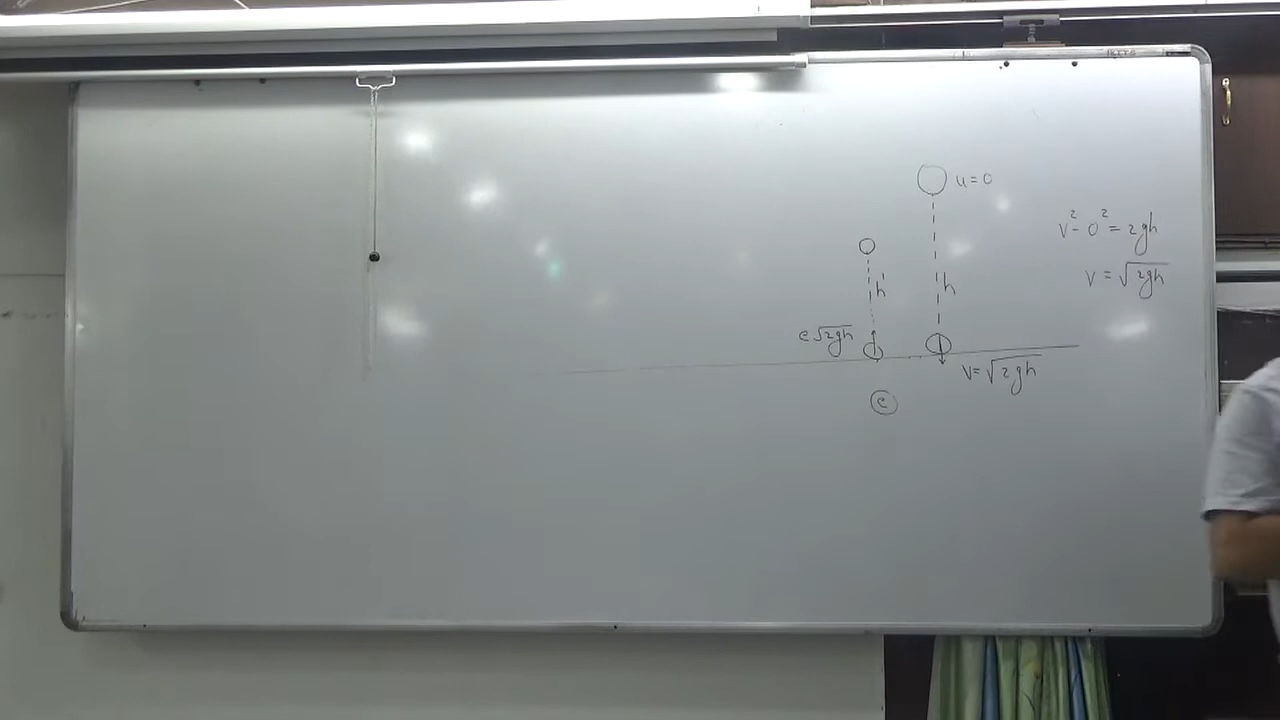 u=0
v²-0²=2gh
v=√2gh
h'
h
e√2gh
v=√2gh
e